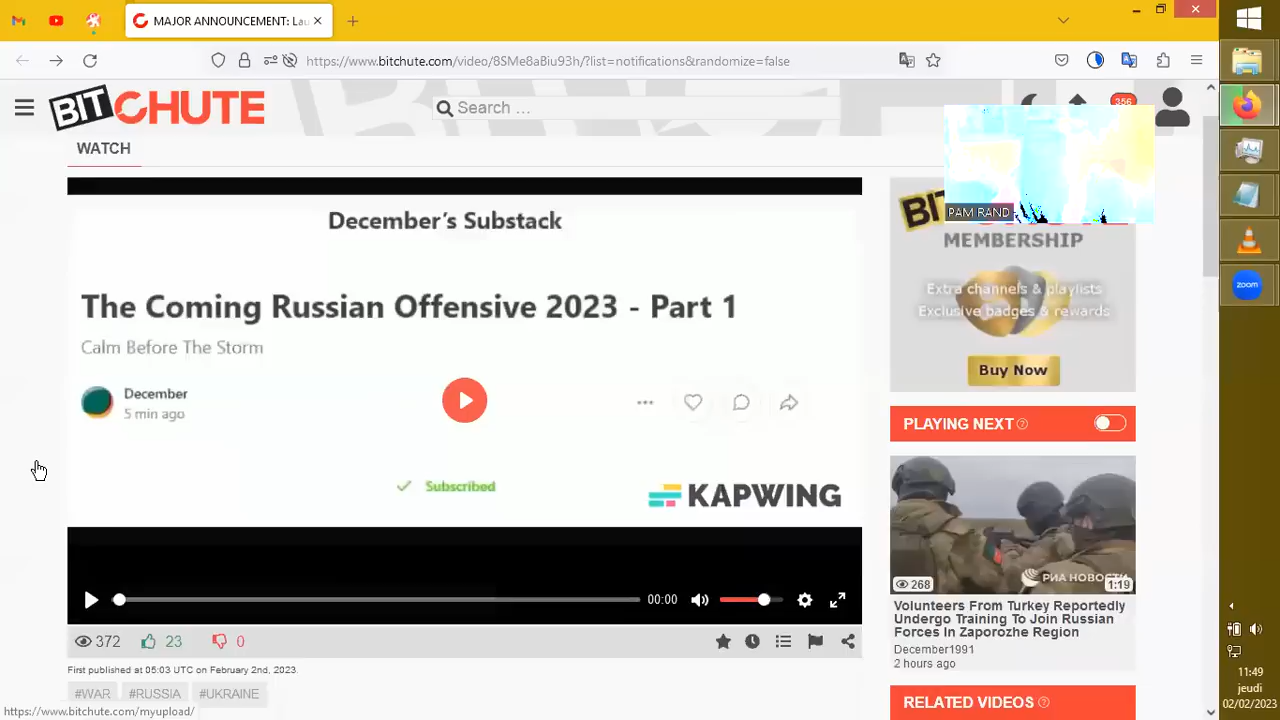 MAJOR ANNOUNCEMENT: Lau
https://www.bitchute.com/video/
?list=notifications&randomize=false
BITCHUTE
Search ...
356
WATCH
PAM RAND
December's Substack
The Coming Russian Offensive 2023 - Part 1
Calm Before The Storm
December
5 min ago
Subscribed
KAPWING
00:00
372
23
0
First published at 05:03 UTC on February 2nd, 2023.
#WAR
#RUSSIA
#UKRAINE
https://www.bitchute.com/myupload/
MEMBERSHIP
Extra channels & playlists
Exclusive badges & rewards
Buy Now
PLAYING NEXT
268
РИА НОВОСТИ
1:19
Volunteers From Turkey Reportedly
Undergo Training To Join Russian
Forces In Zaporozhe Region
December1991
2 hours ago
RELATED VIDEOS
zoom
11:49
jeudi
02/02/2023